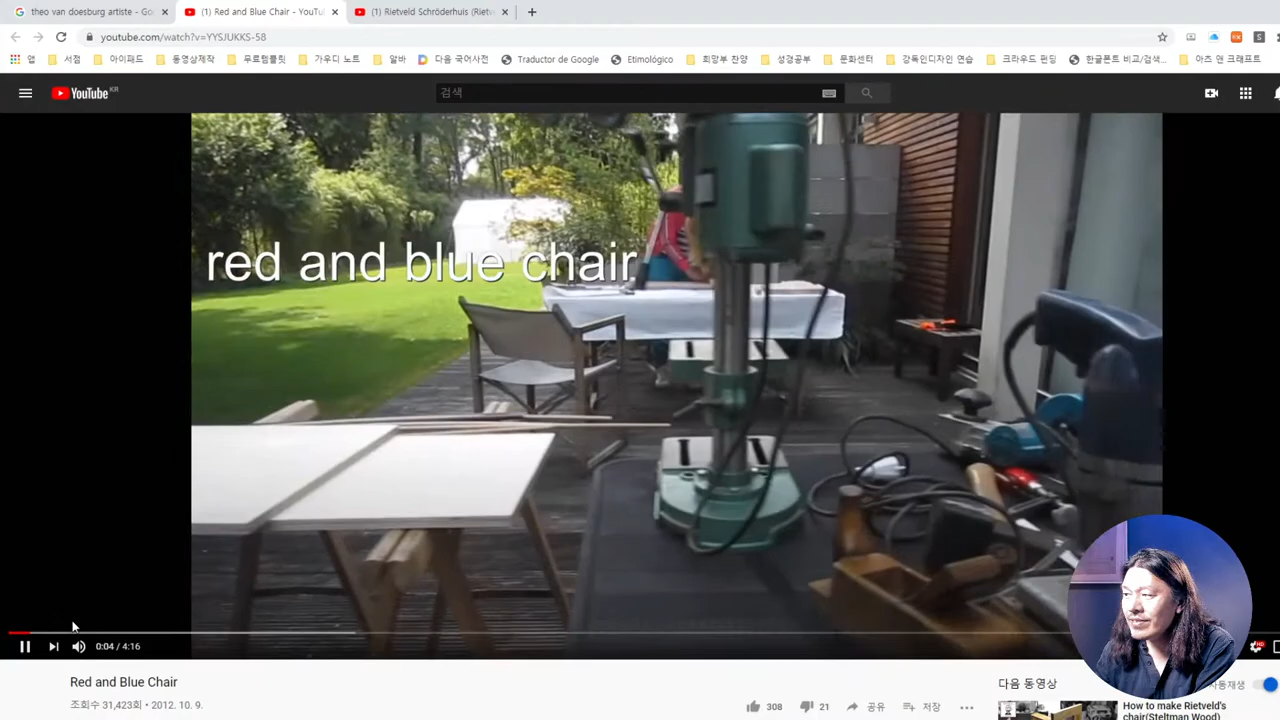 theo van doesburg artiste - Go
(1) Red and Blue Chair - YouTu
(1) Rietveld Schröderhuis (Rietv
youtube.com/watch?v=YYSJUKKS-58
앱 서점 아이패드 동영상제작 무료템플릿 가우디 노트 알바 다음 국어사전 Traductor de Google Etimológico 희망부 찬양 성경공부 문화센터 강독인디자인 연습 크라우드 펀딩 한글폰트 비교/검색... 아츠 앤 크래프트
YouTube KR
검색
red and blue chair
0:04 / 4:16
HD
Red and Blue Chair
조회수 31,423회 • 2012. 10. 9.
308 21 공유 저장
다음 동영상
자동재생
How to make Rietveld's
chair(Steltman Wood)